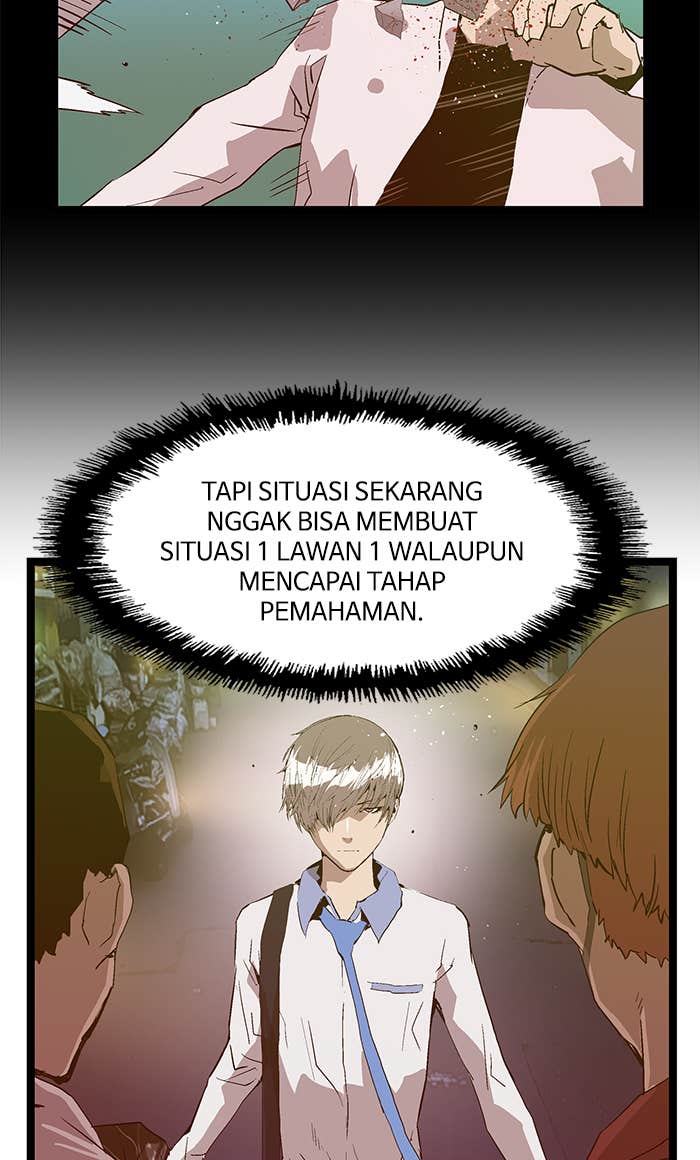 TAPI SITUASI SEKARANG
NGGAK BISA MEMBUAT
SITUASI 1 LAWAN 1 WALAUPUN
MENCAPAI TAHAP
PEMAHAMAN.